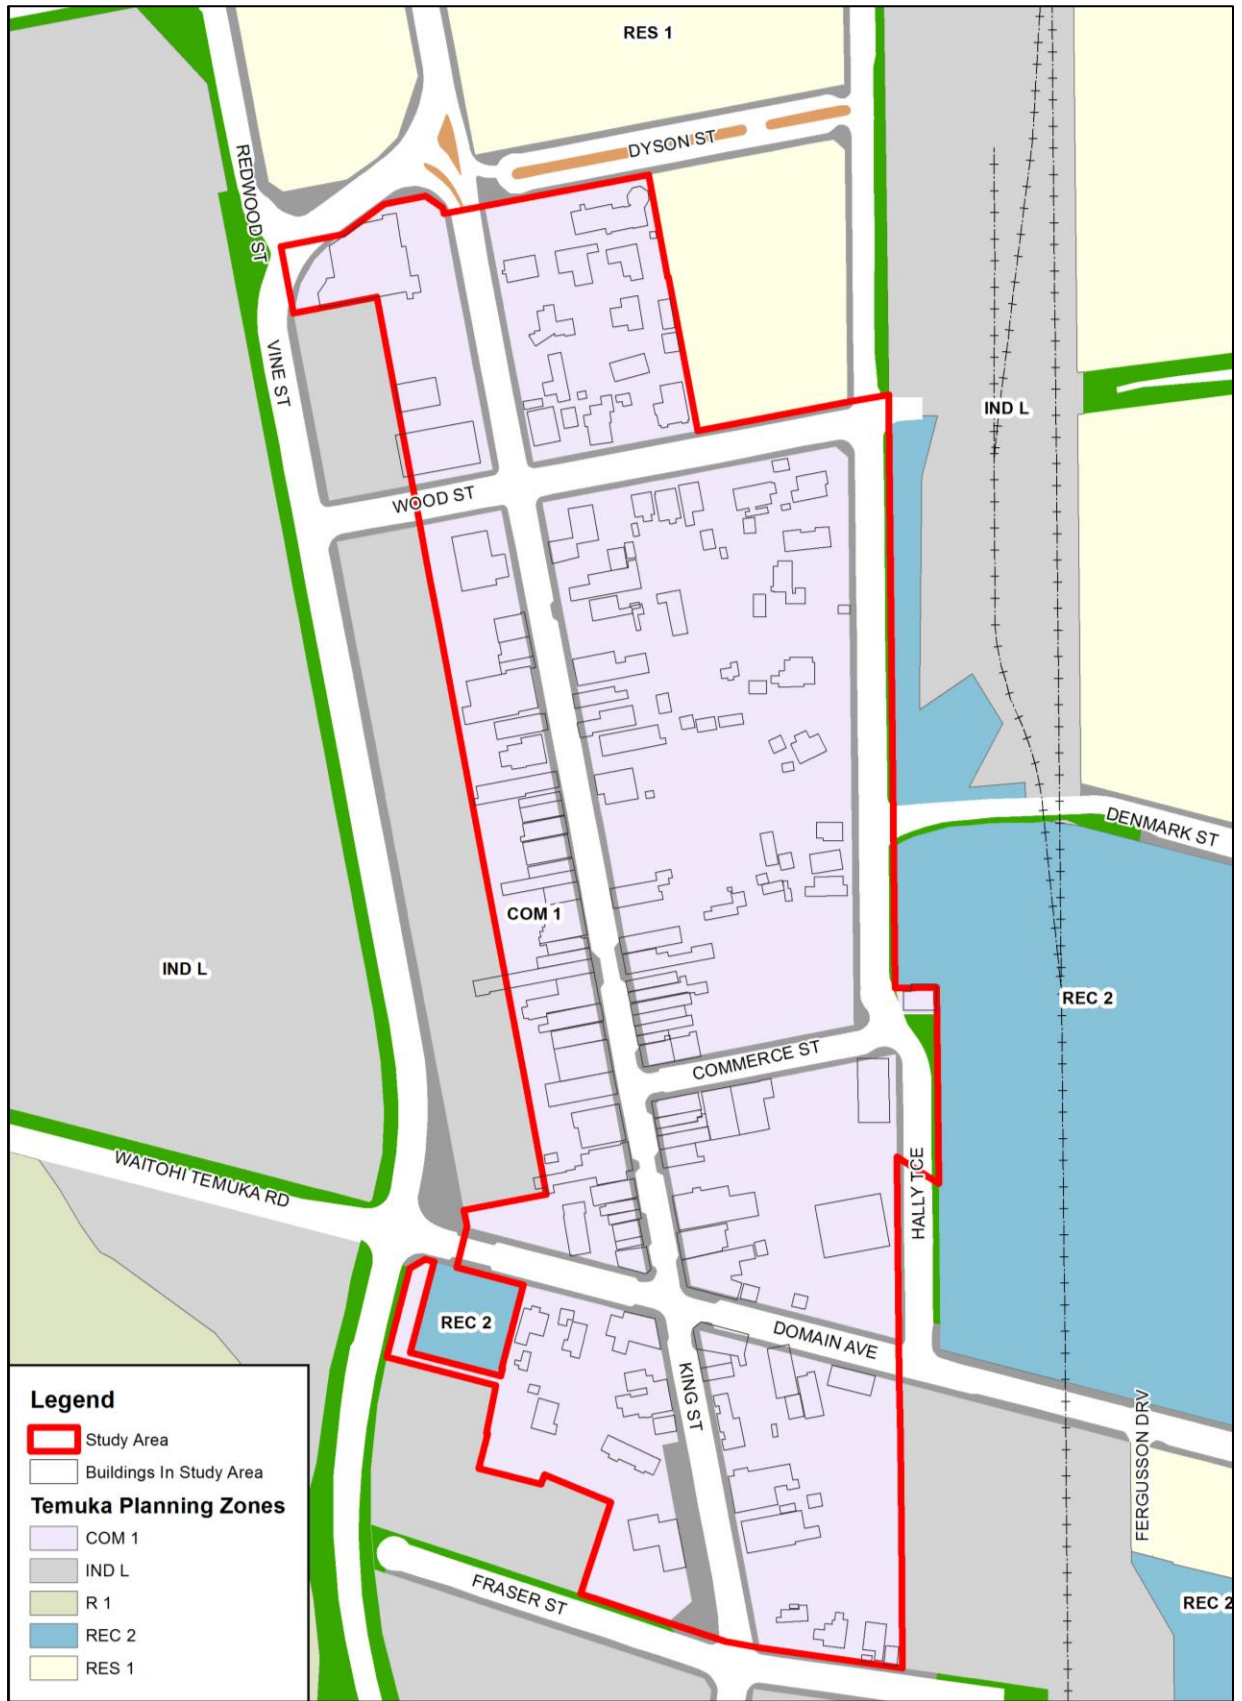 RES 1
DYSON ST
REDWOOD ST
VINE ST
IND L
WOOD ST
DENMARK ST
COM 1
IND L
REC 2
COMMERCE ST
WAITOHI TEMUKA RD
HALLY TCE
REC 2
DOMAIN AVE
KING ST
FERGUSSON DRV
FRASER ST
REC 2
Legend
Study Area
Buildings In Study Area
Temuka Planning Zones
COM 1
IND L
R 1
REC 2
RES 1